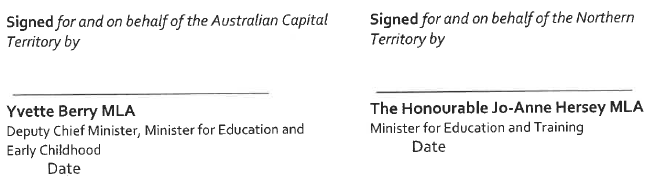 Signed for and on behalf of the Australian Capital
Territory by
Yvette Berry MLA
Deputy Chief Minister, Minister for Education and
Early Childhood
Date
Signed for and on behalf of the Northern
Territory by
The Honourable Jo-Anne Hersey MLA
Minister for Education and Training
Date